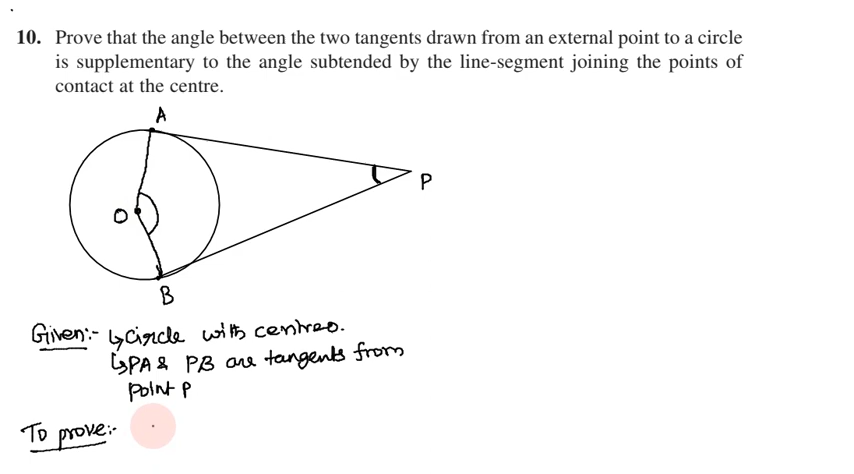 10. Prove that the angle between the two tangents drawn from an external point to a circle
is supplementary to the angle subtended by the line-segment joining the points of
contact at the centre.
A
P
O
B
Given:- ↳Circle with centreo.
↳PA & PB are tangents from
Point P
To prove:-